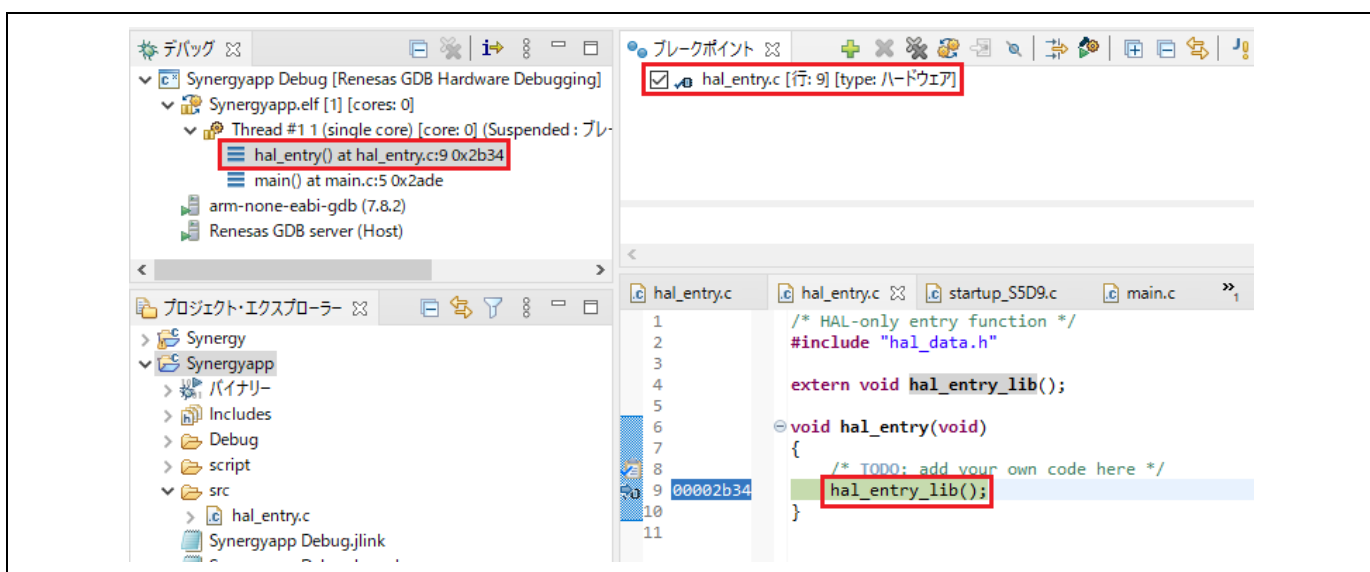 デバッグ
Synergyapp Debug [Renesas GDB Hardware Debugging]
Synergyapp.elf [1] [cores: 0]
Thread #1 1 (single core) [core: 0] (Suspended : ブレ-
hal_entry() at hal_entry.c:9 0x2b34
main() at main.c:5 0x2ade
arm-none-eabi-gdb (7.8.2)
Renesas GDB server (Host)
ブレークポイント
hal_entry.c [行: 9] [type: ハードウェア]
プロジェクト・エクスプローラー
Synergy
Synergyapp
バイナリー
Includes
Debug
script
src
hal_entry.c
Synergyapp Debug.jlink
hal_entry.c hal_entry.c startup_S5D9.c main.c »1
1 /* HAL-only entry function */
2 #include "hal_data.h"
3
4 extern void hal_entry_lib();
5
6 void hal_entry(void)
7 {
8 /* TODO: add your own code here */
9 00002b34 hal_entry_lib();
10 }
11